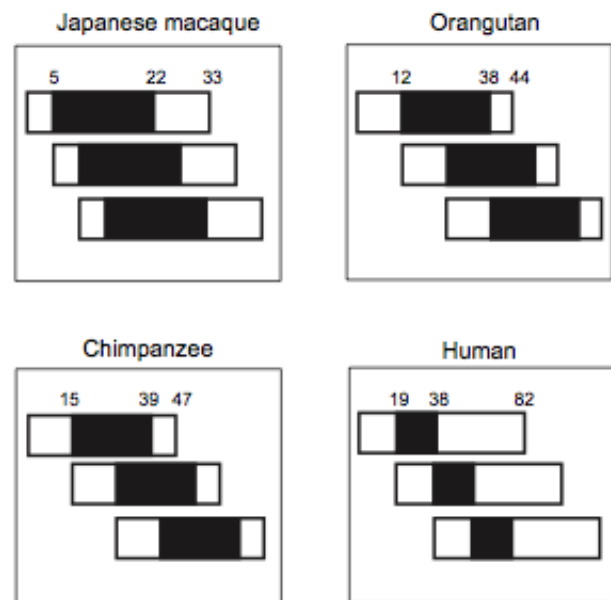 Japanese macaque
5 22 33
Orangutan
12 38 44
Chimpanzee
15 39 47
Human
19 38 82